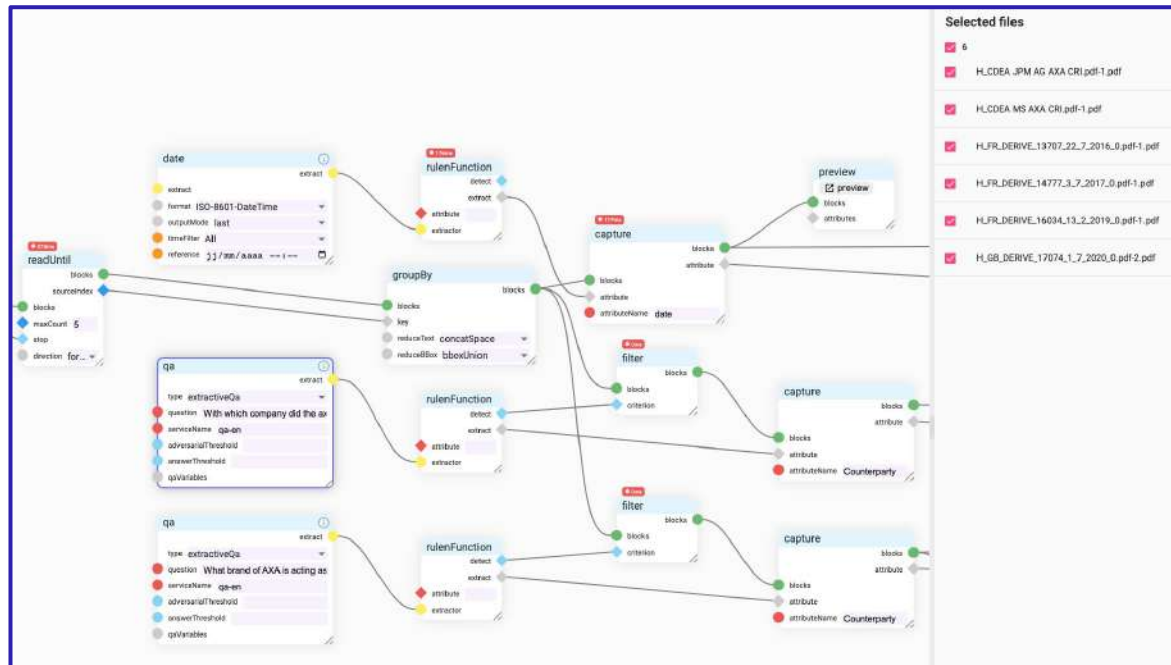 readUntil
blocks
sourceIndex
blocks
maxCount 5
stop
direction for...
date
extract
extract
format ISO-8601-DateTime
outputMode last
timeFilter All
reference jj/mm/aaaa --:--
qa
extract
type extractiveQa
question With which company did the ax
serviceName qa-en
adversarialThreshold
answerThreshold
qaVariables
qa
extract
type extractiveQa
question What brand of AXA is acting as
serviceName qa-en
adversarialThreshold
answerThreshold
qaVariables
rulenFunction
detect
extract
attribute
extractor
groupBy
blocks
blocks
key
reduceText concatSpace
reduceBBox bboxUnion
rulenFunction
detect
extract
attribute
extractor
rulenFunction
detect
extract
attribute
extractor
capture
blocks
attribute
blocks
attribute
attributeName date
filter
blocks
blocks
criterion
filter
blocks
blocks
criterion
preview
preview
blocks
attributes
capture
blocks
attribute
blocks
attribute
attributeName Counterparty
capture
blocks
attribute
blocks
attribute
attributeName Counterparty
Selected files
6
H_CDEA JPM AG AXA CRI.pdf-1.pdf
H_CDEA MS AXA CRI.pdf-1.pdf
H_FR_DERIVE_13707_22_7_2016_0.pdf-1.pdf
H_FR_DERIVE_14777_3_7_2017_0.pdf-1.pdf
H_FR_DERIVE_16034_13_2_2019_0.pdf-1.pdf
H_GB_DERIVE_17074_1_7_2020_0.pdf-2.pdf